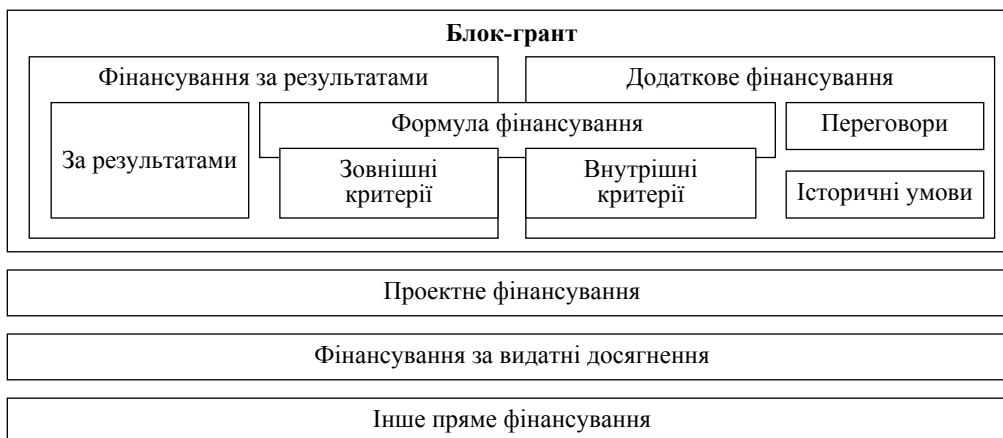 Блок-грант
Фінансування за результатами
Додаткове фінансування
За результатами
Формула фінансування
Зовнішні
критерії
Внутрішні
критерії
Переговори
Історичні умови
Проектне фінансування
Фінансування за видатні досягнення
Інше пряме фінансування